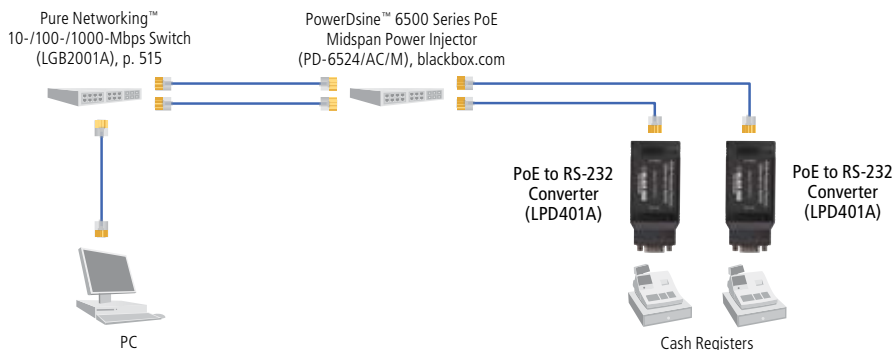 Pure Networking™
10-/100-/1000-Mbps Switch
(LGB2001A), p. 515
PowerDsine™ 6500 Series PoE
Midspan Power Injector
(PD-6524/AC/M), blackbox.com
PoE to RS-232
Converter
(LPD401A)
PoE to RS-232
Converter
(LPD401A)
PC
Cash Registers